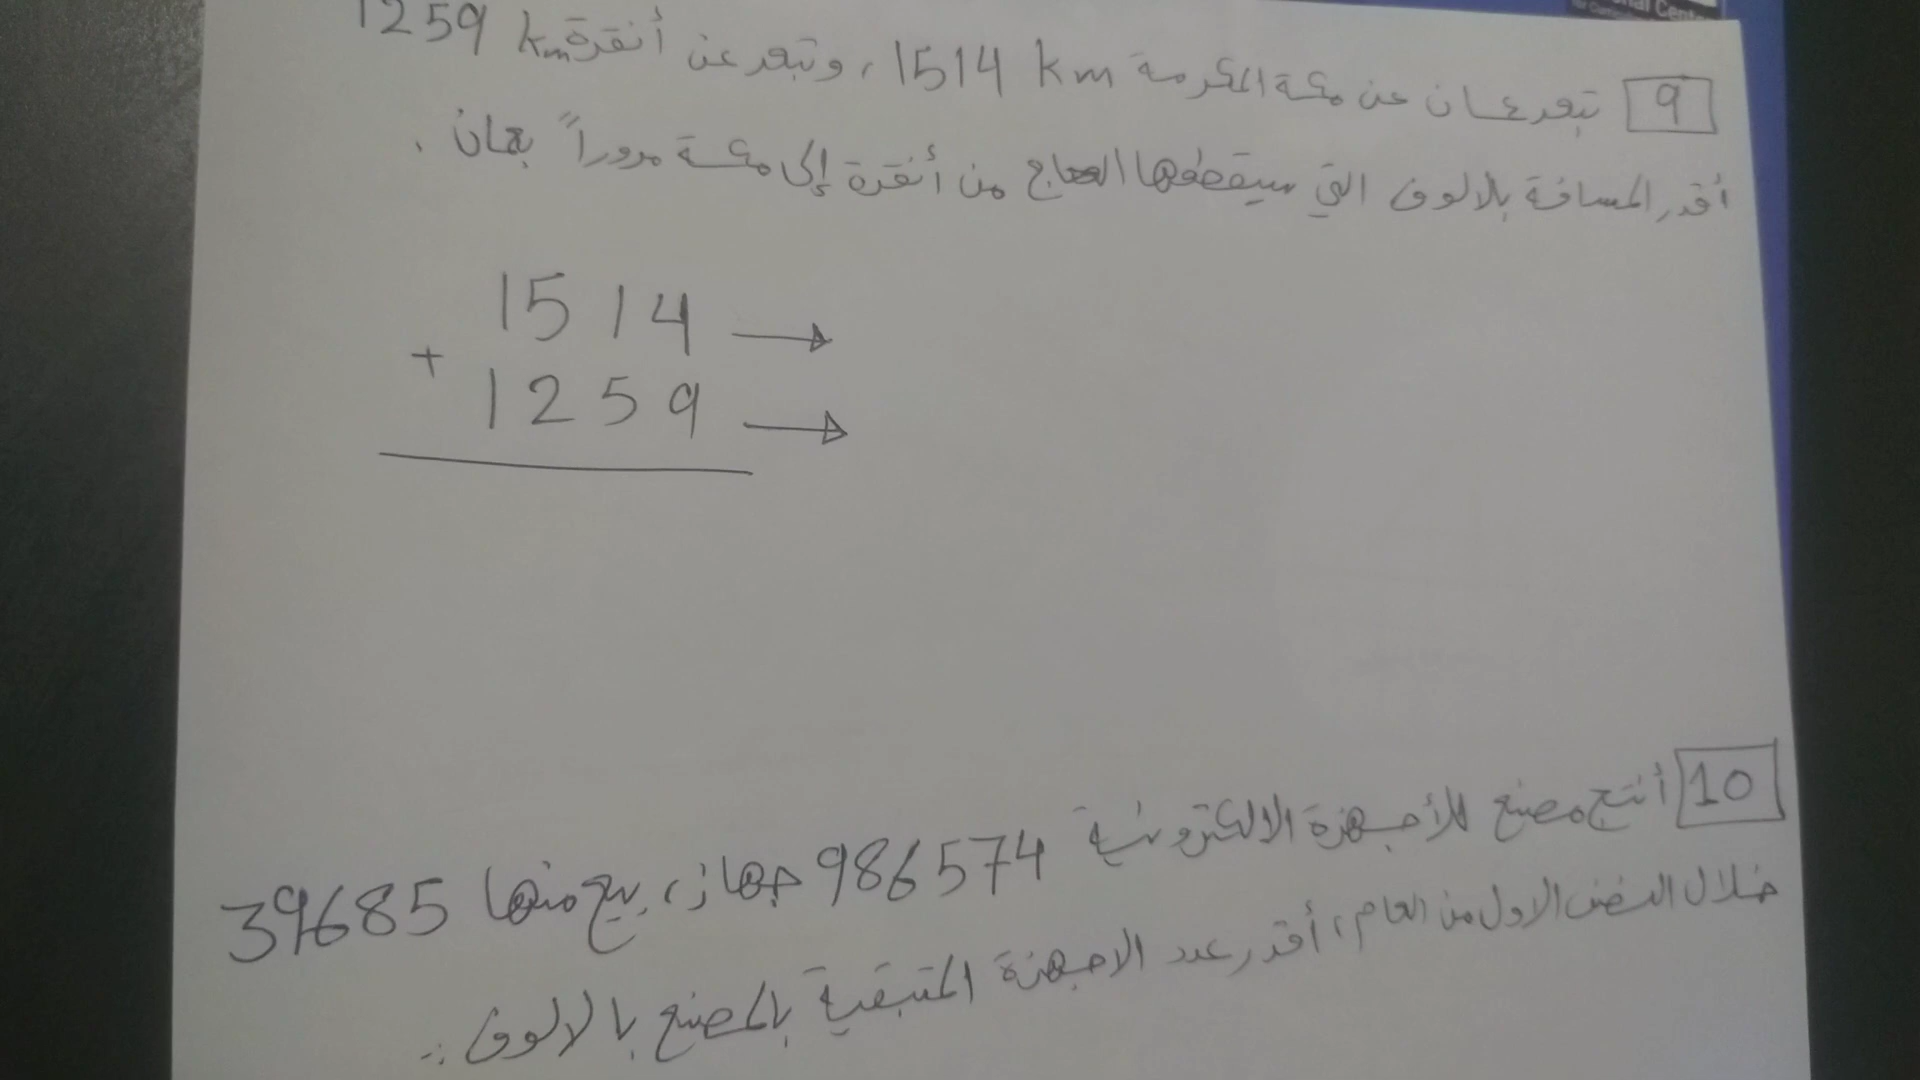 nal Cente
9 تبعد عمان عن مكة المكرمة 1514 km ، وتبعد عن أنقرة 1259 km
أقدر المسافة بالالوف التي سيقطعها الحاج من أنقرة إلى مكة مروراً بعمان .
1514 →
+
1259 →
10 أنتج مصنع للأجهزة الالكترونية 986574 جهاز، بيع منها 39685
خلال النصف الاول من العام، أقدر عدد الاجهزة المتبقية بالمصنع بالالوف :.